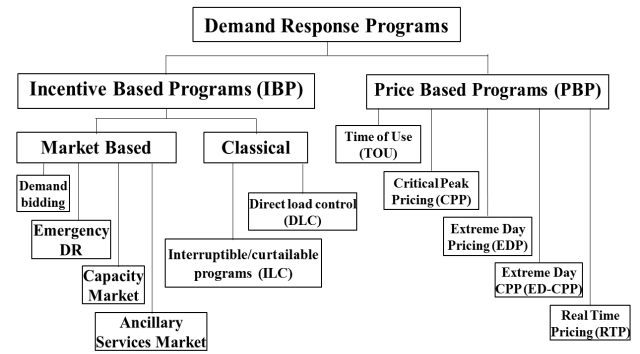 Demand Response Programs
Incentive Based Programs (IBP)
Price Based Programs (PBP)
Market Based
Classical
Time of Use
(TOU)
Demand
bidding
Emergency
DR
Capacity
Market
Ancillary
Services Market
Direct load control
(DLC)
Interruptible/curtailable
programs (ILC)
Critical Peak
Pricing (CPP)
Extreme Day
Pricing (EDP)
Extreme Day
CPP (ED-CPP)
Real Time
Pricing (RTP)